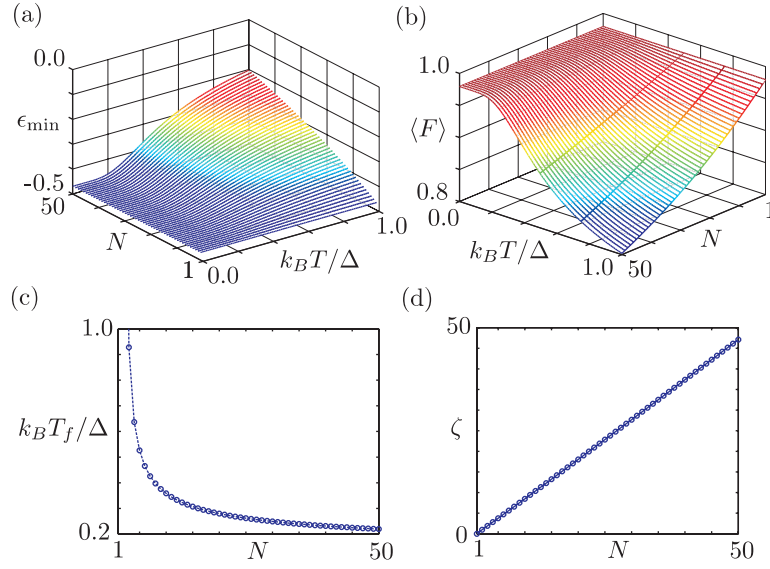 (a)
0.0
ϵ_min
-0.5
50
N
1
0.0
k_BT/Δ
1.0
(b)
1.0
⟨F⟩
0.8
0.0
k_BT/Δ
1.0
50
N
1
(c)
1.0
k_BT_f/Δ
0.2
1
N
50
(d)
50
ζ
0
1
N
50